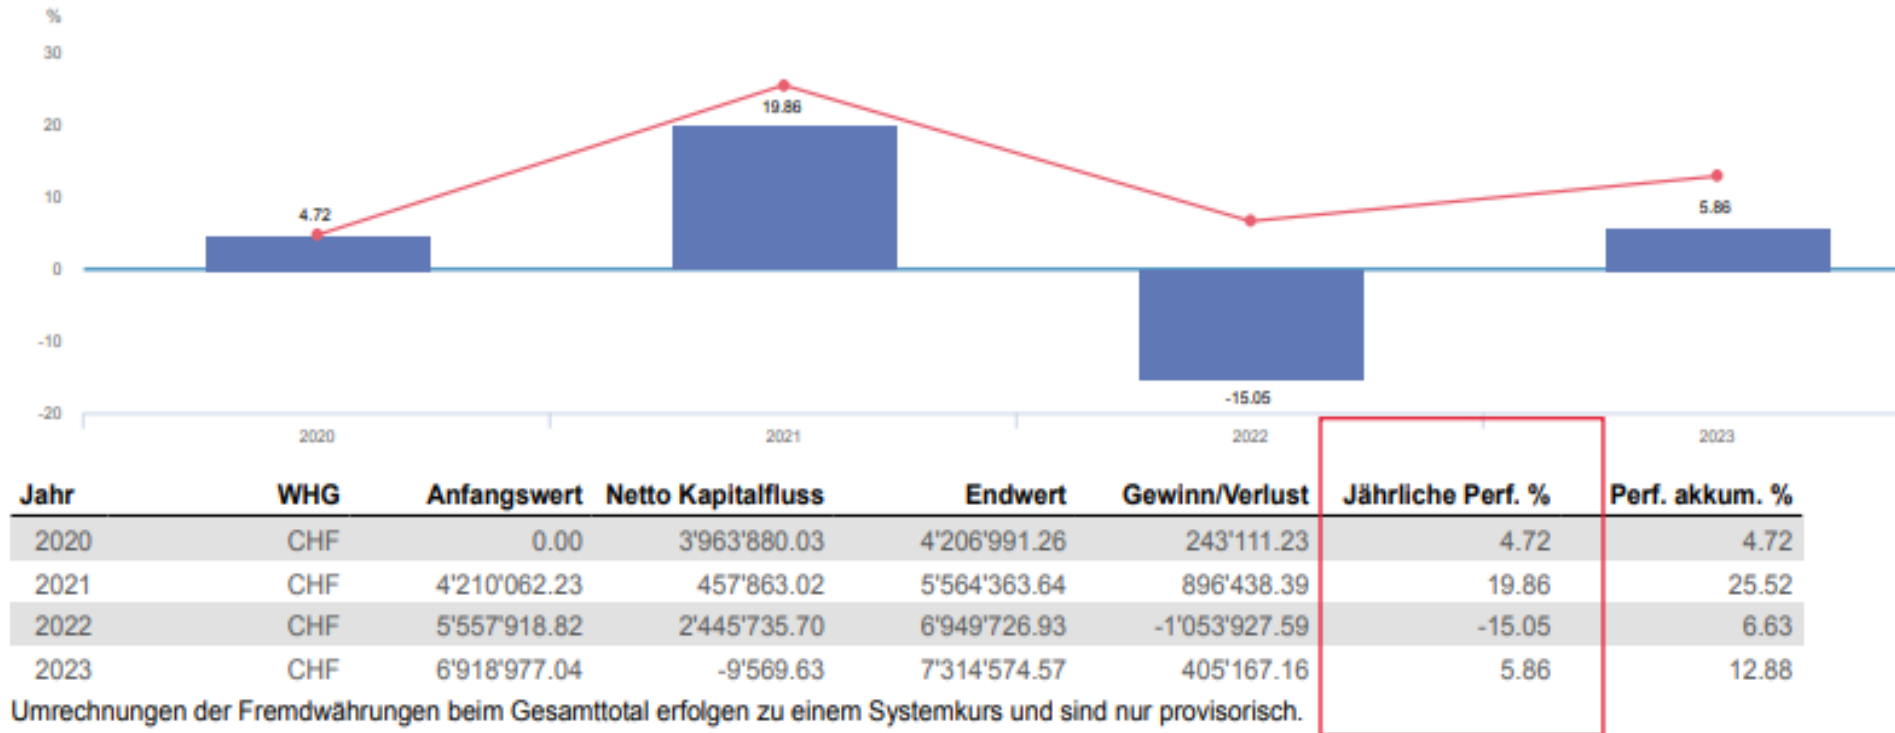 %
30
20
10
0
-10
-20
4.72
19.86
-15.05
5.86
2020 2021 2022 2023
Jahr WHG Anfangswert Netto Kapitalfluss Endwert Gewinn/Verlust Jährliche Perf. % Perf. akkum. %
2020 CHF 0.00 3'963'880.03 4'206'991.26 243'111.23 4.72 4.72
2021 CHF 4'210'062.23 457'863.02 5'564'363.64 896'438.39 19.86 25.52
2022 CHF 5'557'918.82 2'445'735.70 6'949'726.93 -1'053'927.59 -15.05 6.63
2023 CHF 6'918'977.04 -9'569.63 7'314'574.57 405'167.16 5.86 12.88
Umrechnungen der Fremdwährungen beim Gesamttotal erfolgen zu einem Systemkurs und sind nur provisorisch.